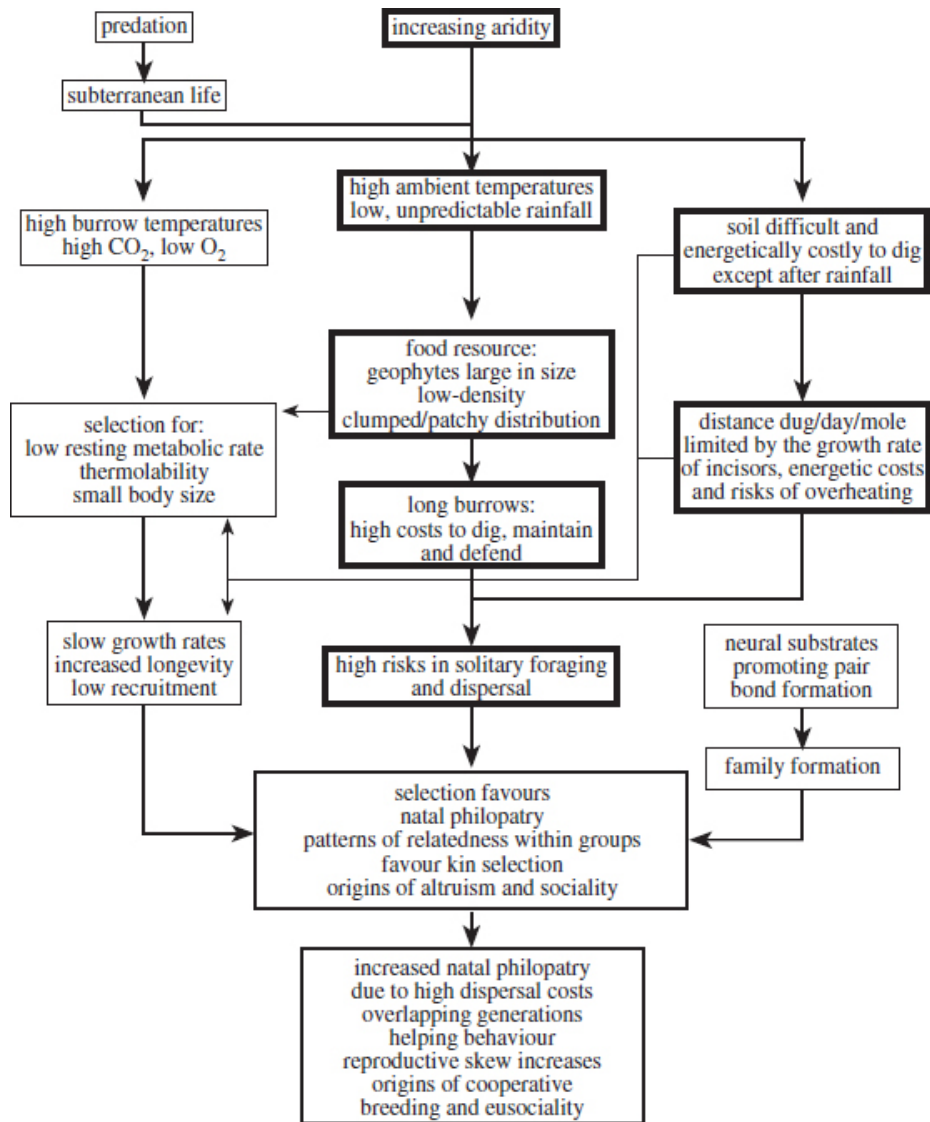 predation
increasing aridity
subterranean life
high ambient temperatures
low, unpredictable rainfall
high burrow temperatures
high CO₂, low O₂
soil difficult and
energetically costly to dig
except after rainfall
food resource:
geophytes large in size
low-density
clumped/patchy distribution
selection for:
low resting metabolic rate
thermolability
small body size
distance dug/day/mole
limited by the growth rate
of incisors, energetic costs
and risks of overheating
long burrows:
high costs to dig, maintain
and defend
slow growth rates
increased longevity
low recruitment
high risks in solitary foraging
and dispersal
neural substrates
promoting pair
bond formation
family formation
selection favours
natal philopatry
patterns of relatedness within groups
favour kin selection
origins of altruism and sociality
increased natal philopatry
due to high dispersal costs
overlapping generations
helping behaviour
reproductive skew increases
origins of cooperative
breeding and eusociality